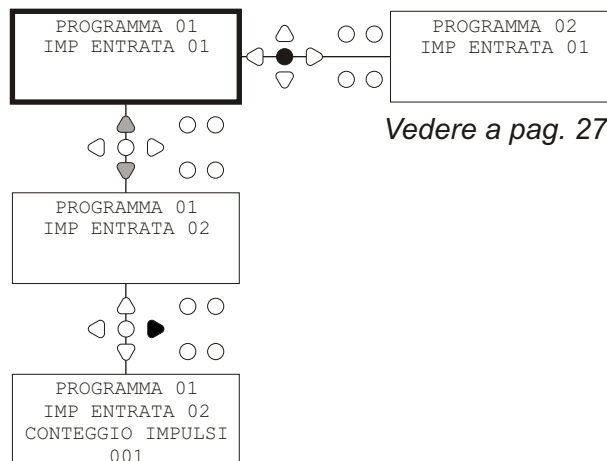 PROGRAMMA 01
IMP ENTRATA 01
PROGRAMMA 02
IMP ENTRATA 01
Vedere a pag. 27
PROGRAMMA 01
IMP ENTRATA 02
PROGRAMMA 01
IMP ENTRATA 02
CONTEGGIO IMPULSI
001